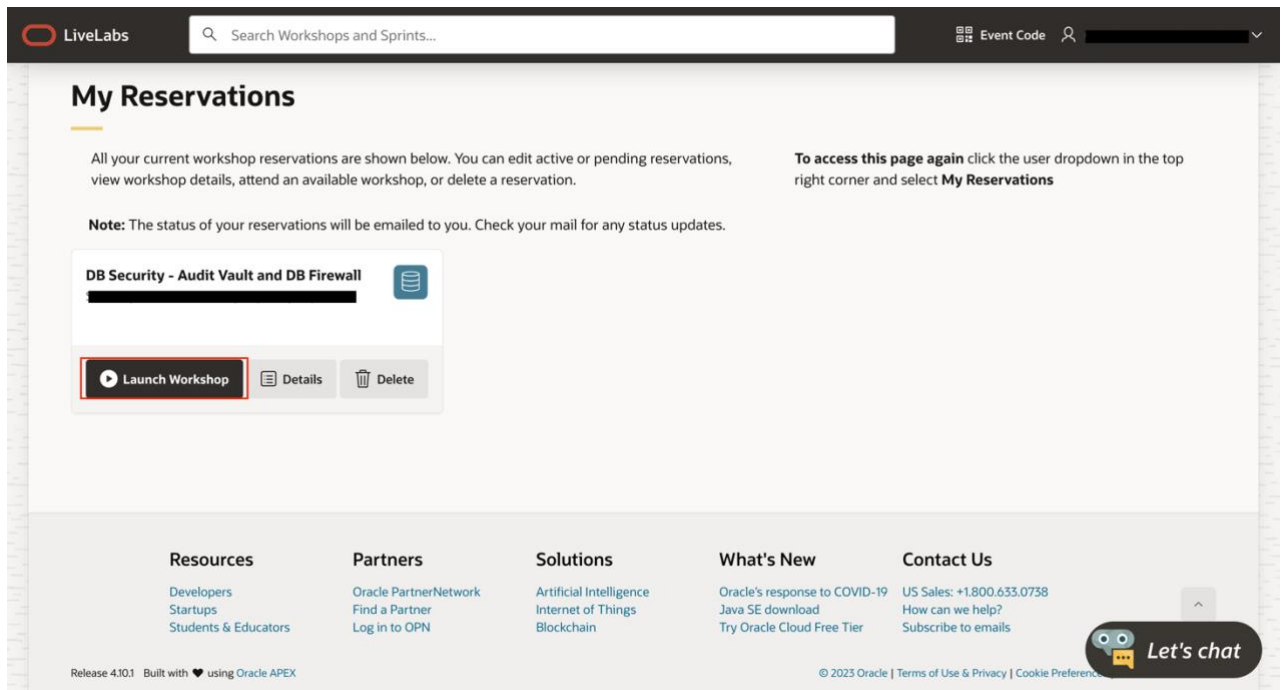 LiveLabs
Search Workshops and Sprints...
Event Code
My Reservations
All your current workshop reservations are shown below. You can edit active or pending reservations,
view workshop details, attend an available workshop, or delete a reservation.
To access this page again click the user dropdown in the top
right corner and select My Reservations
Note: The status of your reservations will be emailed to you. Check your mail for any status updates.
DB Security - Audit Vault and DB Firewall
Launch Workshop
Details
Delete
Resources
Developers
Startups
Students & Educators
Partners
Oracle PartnerNetwork
Find a Partner
Log in to OPN
Solutions
Artificial Intelligence
Internet of Things
Blockchain
What's New
Oracle's response to COVID-19
Java SE download
Try Oracle Cloud Free Tier
Contact Us
US Sales: +1.800.633.0738
How can we help?
Subscribe to emails
Let's chat
Release 4.10.1 Built with ♥ using Oracle APEX
© 2023 Oracle | Terms of Use & Privacy | Cookie